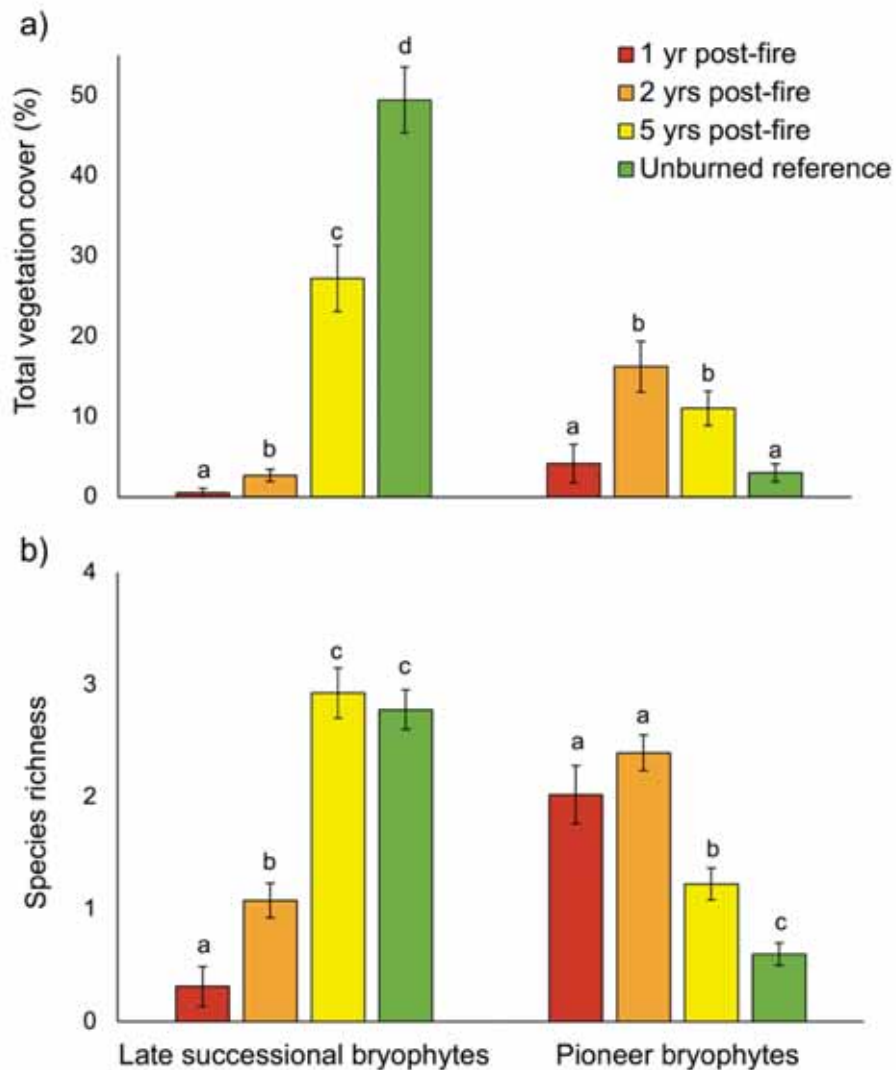 a)
Total vegetation cover (%)
50
40
30
20
10
0
a
b
c
d
a
b
b
a
1 yr post-fire
2 yrs post-fire
5 yrs post-fire
Unburned reference
b)
Species richness
4
3
2
1
0
a
b
c
c
a
a
b
c
Late successional bryophytes
Pioneer bryophytes